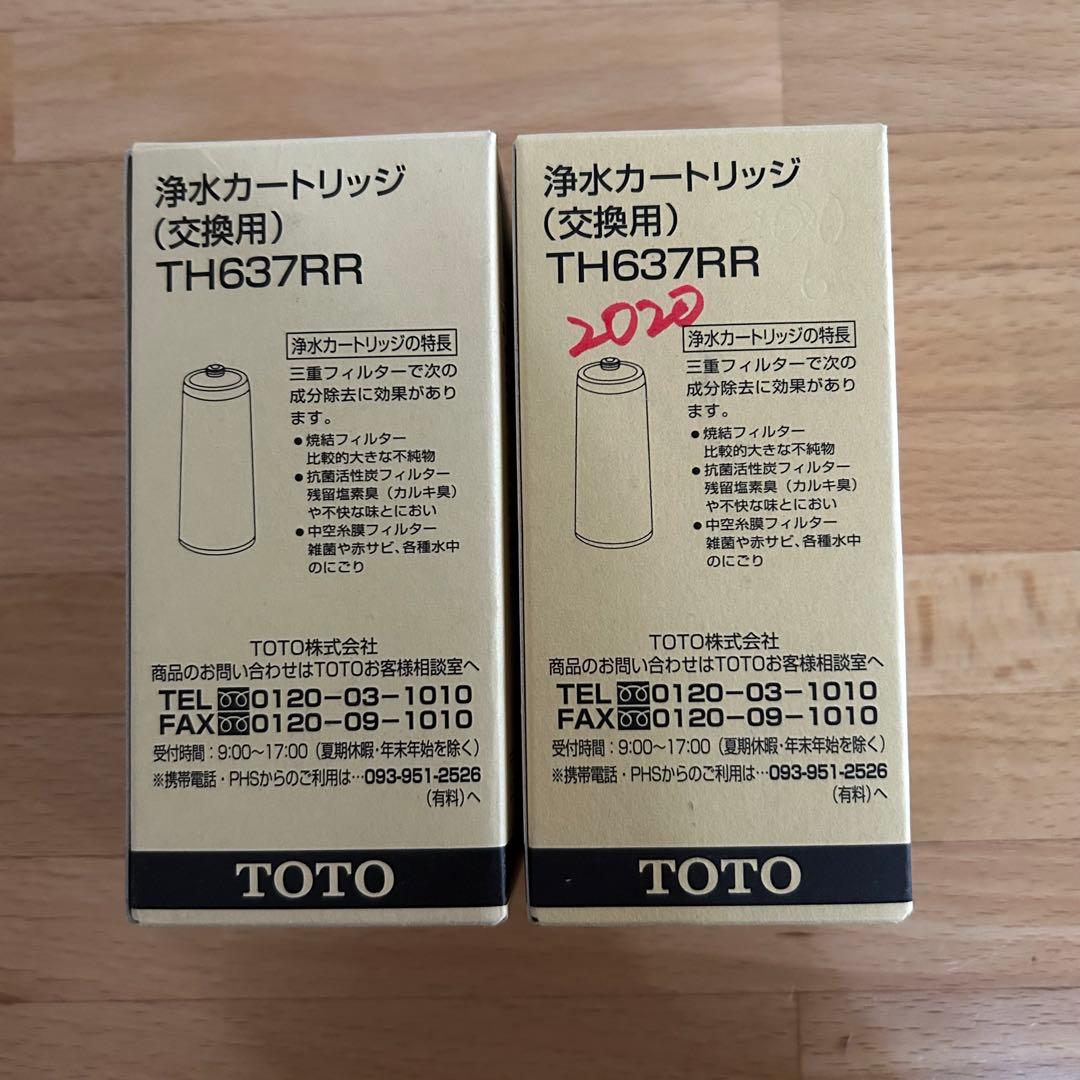 浄水カートリッジ
(交換用)
TH637RR
浄水カートリッジの特長
三重フィルターで次の
成分除去に効果があり
ます。
●焼結フィルター
比較的大きな不純物
●抗菌活性炭フィルター
残留塩素臭(カルキ臭)
や不快な味とにおい
●中空糸膜フィルター
雑菌や赤サビ、各種水中
のにごり
TOTO株式会社
商品のお問い合わせはTOTOお客様相談室へ
TEL 0120-03-1010
FAX 0120-09-1010
受付時間:9:00～17:00(夏期休暇・年末年始を除く)
※携帯電話・PHSからのご利用は…093-951-2526
(有料)へ
TOTO
浄水カートリッジ
(交換用)
TH637RR
2020
浄水カートリッジの特長
三重フィルターで次の
成分除去に効果があり
ます。
●焼結フィルター
比較的大きな不純物
●抗菌活性炭フィルター
残留塩素臭(カルキ臭)
や不快な味とにおい
●中空糸膜フィルター
雑菌や赤サビ、各種水中
のにごり
TOTO株式会社
商品のお問い合わせはTOTOお客様相談室へ
TEL 0120-03-1010
FAX 0120-09-1010
受付時間:9:00～17:00(夏期休暇・年末年始を除く)
※携帯電話・PHSからのご利用は…093-951-2526
(有料)へ
TOTO